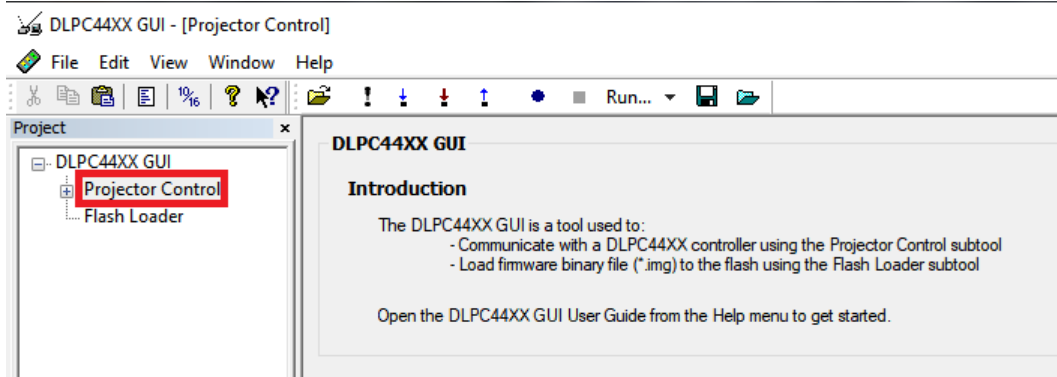 DLPC44XX GUI - [Projector Control]
File Edit View Window Help
10/16 ? ? ! Run...
Project x
DLPC44XX GUI
Projector Control
Flash Loader
DLPC44XX GUI
Introduction
The DLPC44XX GUI is a tool used to:
- Communicate with a DLPC44XX controller using the Projector Control subtool
- Load firmware binary file (*.img) to the flash using the Flash Loader subtool
Open the DLPC44XX GUI User Guide from the Help menu to get started.